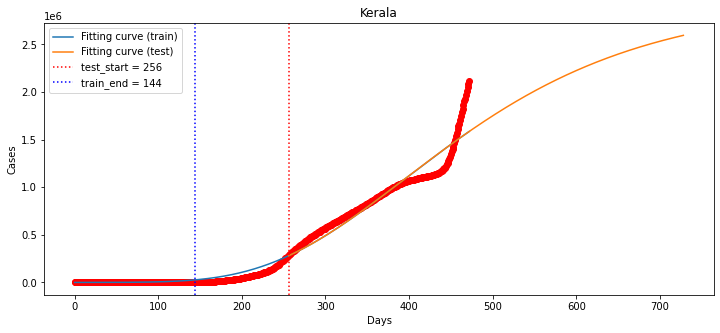 Kerala
1e6
Fitting curve (train)
Fitting curve (test)
test_start = 256
train_end = 144
2.5
2.0
1.5
1.0
0.5
0.0
Cases
0 100 200 300 400 500 600 700
Days